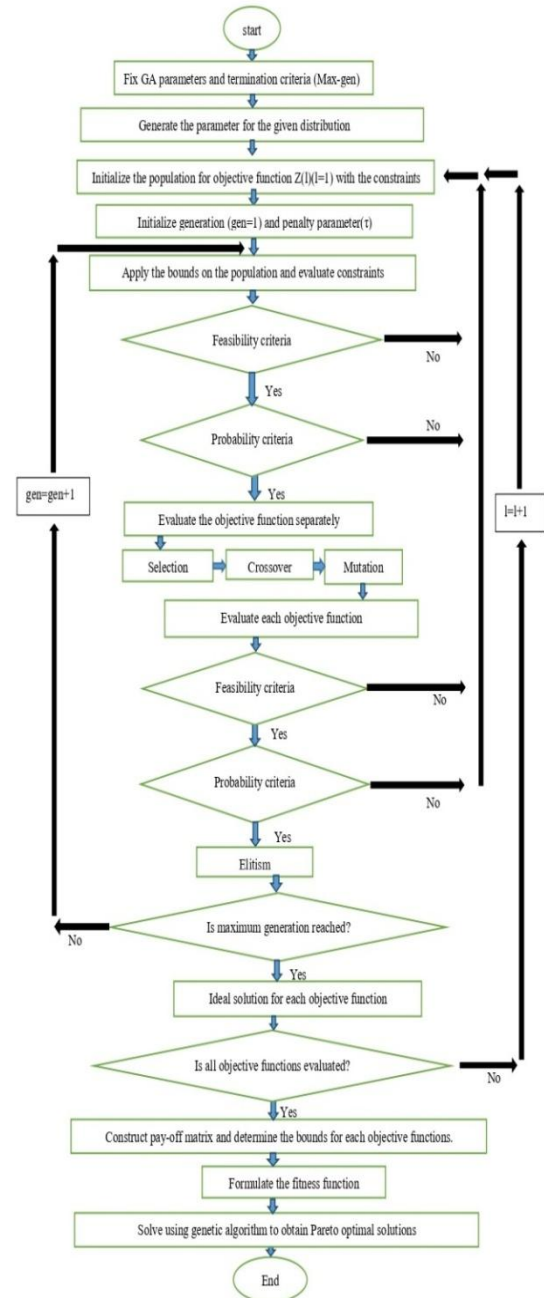 start
Fix GA parameters and termination criteria (Max-gen)
Generate the parameter for the given distribution
Initialize the population for objective function Z(l)(l=1) with the constraints
Initialize generation (gen=1) and penalty parameter(τ)
Apply the bounds on the population and evaluate constraints
Feasibility criteria
No
Yes
Probability criteria
No
Yes
gen=gen+1
l=l+1
Evaluate the objective function separately
Selection
Crossover
Mutation
Evaluate each objective function
Feasibility criteria
No
Yes
Probability criteria
No
Yes
Elitism
Is maximum generation reached?
No
Yes
Ideal solution for each objective function
Is all objective functions evaluated?
No
Yes
Construct pay-off matrix and determine the bounds for each objective functions.
Formulate the fitness function
Solve using genetic algorithm to obtain Pareto optimal solutions
End